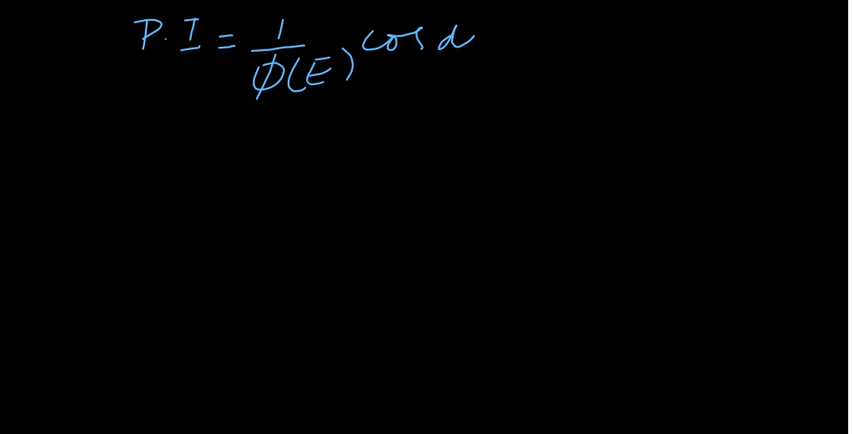 P.I = 1/φ(E) cos α